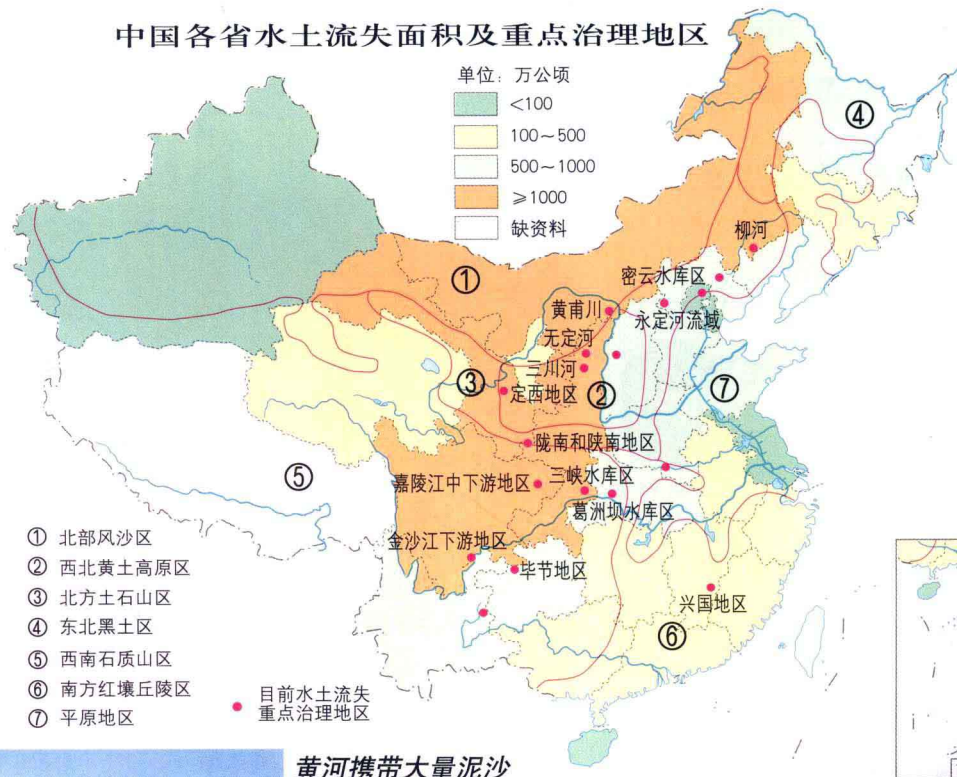 中国各省水土流失面积及重点治理地区
单位：万公顷
<100
100～500
500～1000
≥1000
缺资料
④
柳河
①
密云水库区
黄甫川
永定河流域
无定河
三川河
③
定西地区
②
⑦
陇南和陕南地区
⑤
嘉陵江中下游地区
三峡水库区
葛洲坝水库区
金沙江下游地区
毕节地区
兴国地区
⑥
① 北部风沙区
② 西北黄土高原区
③ 北方土石山区
④ 东北黑土区
⑤ 西南石质山区
⑥ 南方红壤丘陵区
⑦ 平原地区
目前水土流失
重点治理地区
黄河携带大量泥沙